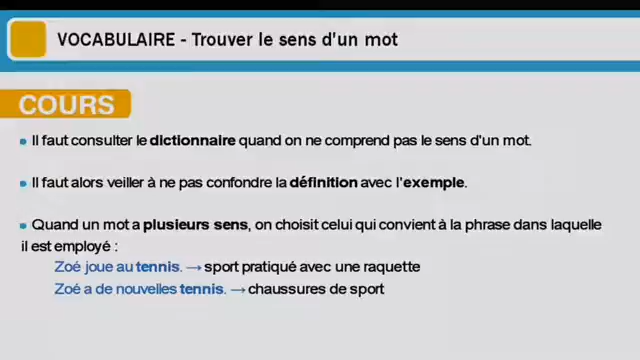 VOCABULAIRE - Trouver le sens d'un mot
COURS
• Il faut consulter le dictionnaire quand on ne comprend pas le sens d'un mot.
• Il faut alors veiller à ne pas confondre la définition avec l'exemple.
• Quand un mot a plusieurs sens, on choisit celui qui convient à la phrase dans laquelle
il est employé :
Zoé joue au tennis. → sport pratiqué avec une raquette
Zoé a de nouvelles tennis. → chaussures de sport